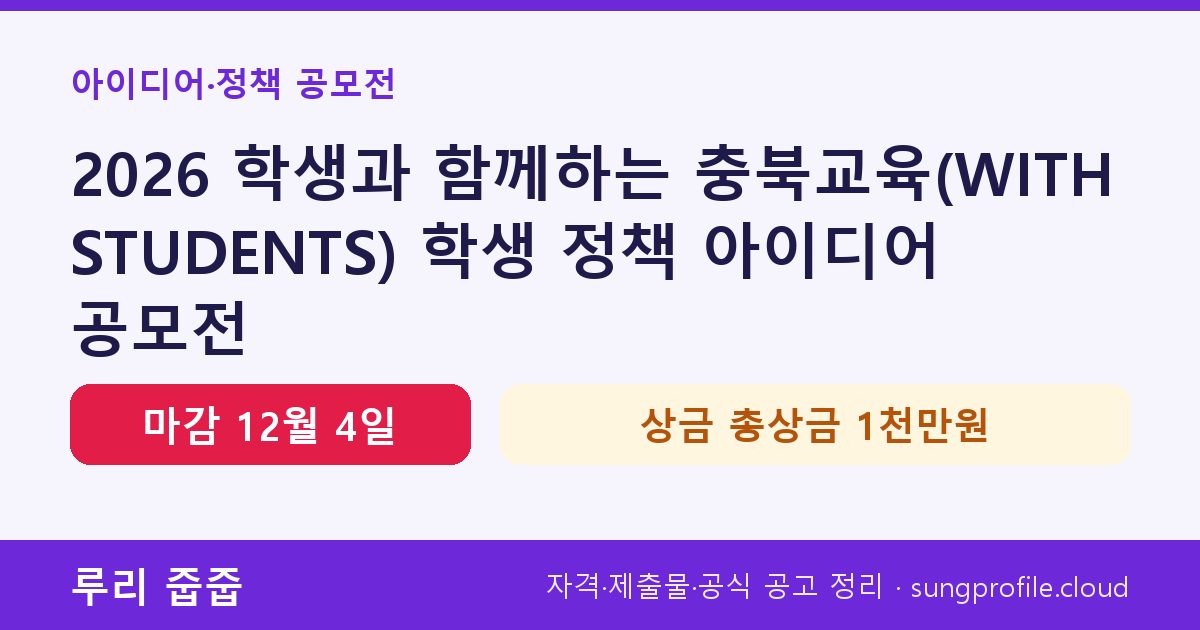 아이디어·정책 공모전
2026 학생과 함께하는 충북교육(WITH
STUDENTS) 학생 정책 아이디어
공모전
마감 12월 4일
상금 총상금 1천만원
루리 줍줍
자격·제출물·공식 공고 정리 · sungprofile.cloud